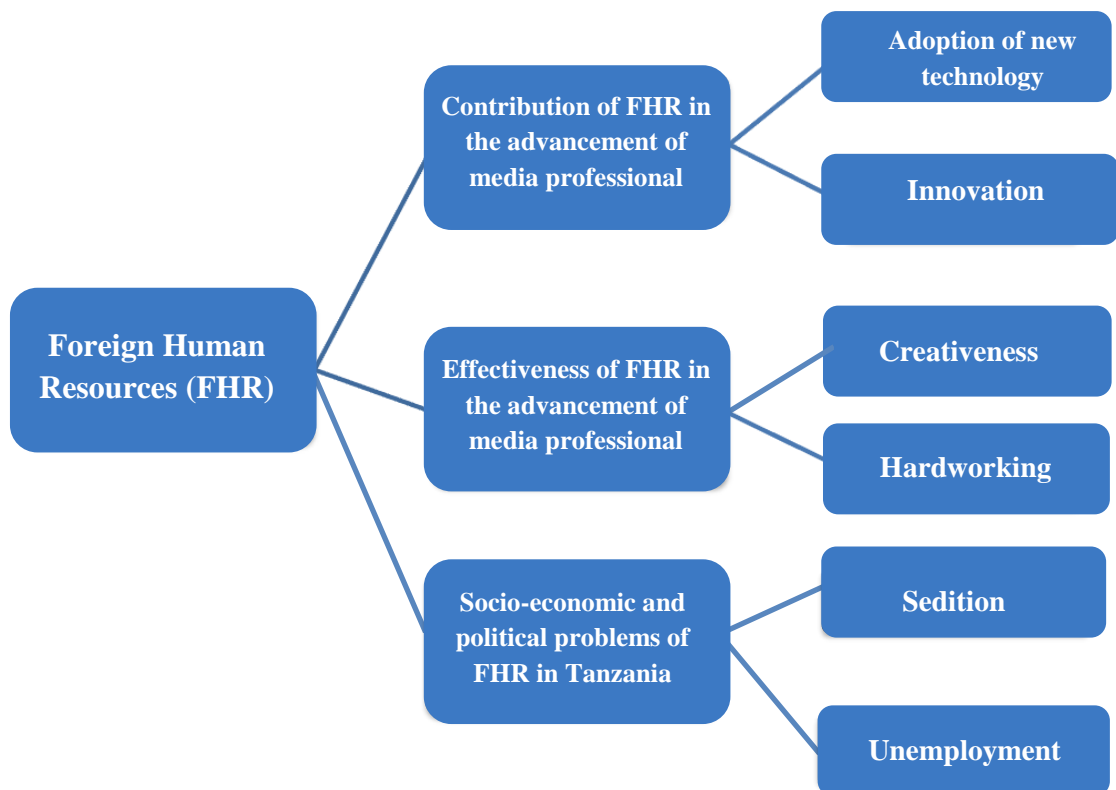 Foreign Human
Resources (FHR)
Contribution of FHR in
the advancement of
media professional
Adoption of new
technology
Innovation
Effectiveness of FHR in
the advancement of
media professional
Creativeness
Hardworking
Socio-economic and
political problems of
FHR in Tanzania
Sedition
Unemployment